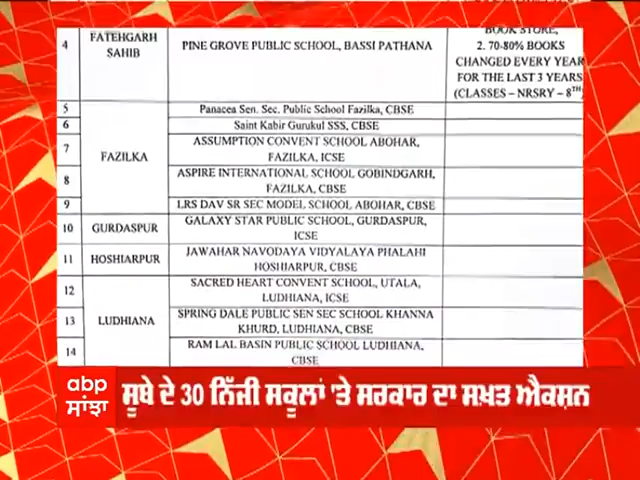 BOOK STORE,
4 FATEHGARH SAHIB PINE GROVE PUBLIC SCHOOL, BASSI PATHANA 2. 70-80% BOOKS
CHANGED EVERY YEAR
FOR THE LAST 3 YEARS
(CLASSES – NRSRY – 8TH)
5 Panacea Sen. Sec. Public School Fazilka, CBSE
6 Saint Kabir Gurukul SSS, CBSE
7 ASSUMPTION CONVENT SCHOOL ABOHAR,
FAZILKA, ICSE
FAZILKA
8 ASPIRE INTERNATIONAL SCHOOL GOBINDGARH,
FAZILKA, CBSE
9 LRS DAV SR SEC MODEL SCHOOL ABOHAR, CBSE
10 GURDASPUR GALAXY STAR PUBLIC SCHOOL, GURDASPUR,
ICSE
11 HOSHIARPUR JAWAHAR NAVODAYA VIDYALAYA PHALAHI
HOSHIARPUR, CBSE
12 SACRED HEART CONVENT SCHOOL, UTALA,
LUDHIANA, ICSE
13 LUDHIANA SPRING DALE PUBLIC SEN SEC SCHOOL KHANNA
KHURD, LUDHIANA, CBSE
14 RAM LAL BASIN PUBLIC SCHOOL LUDHIANA,
CBSE
abp
ਸਾਂਝਾ
ਸੂਬੇ ਦੇ 30 ਨਿੱਜੀ ਸਕੂਲਾਂ 'ਤੇ ਸਰਕਾਰ ਦਾ ਸਖ਼ਤ ਐਕਸ਼ਨ